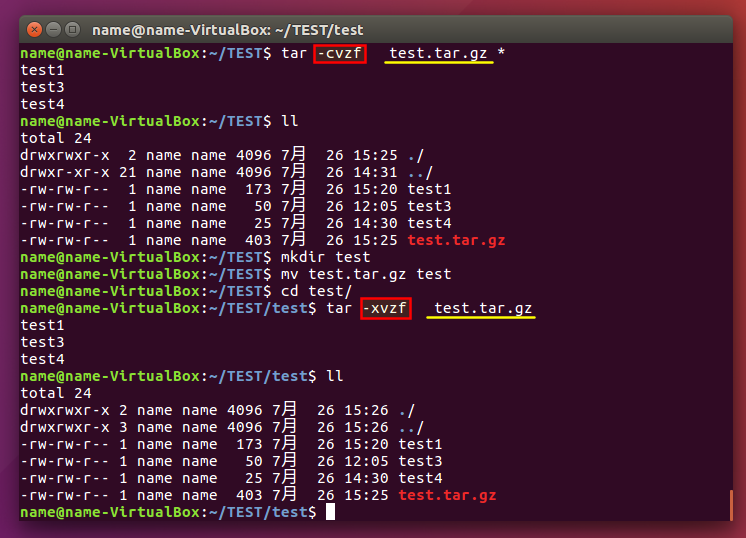 name@name-VirtualBox: ~/TEST/test
name@name-VirtualBox:~/TEST$ tar -cvzf test.tar.gz *
test1
test3
test4
name@name-VirtualBox:~/TEST$ ll
total 24
drwxrwxr-x  2 name name 4096 7月  26 15:25 ./
drwxr-xr-x 21 name name 4096 7月  26 14:31 ../
-rw-rw-r--  1 name name  173 7月  26 15:20 test1
-rw-rw-r--  1 name name   50 7月  26 12:05 test3
-rw-rw-r--  1 name name   25 7月  26 14:30 test4
-rw-rw-r--  1 name name  403 7月  26 15:25 test.tar.gz
name@name-VirtualBox:~/TEST$ mkdir test
name@name-VirtualBox:~/TEST$ mv test.tar.gz test
name@name-VirtualBox:~/TEST$ cd test/
name@name-VirtualBox:~/TEST/test$ tar -xvzf test.tar.gz
test1
test3
test4
name@name-VirtualBox:~/TEST/test$ ll
total 24
drwxrwxr-x 2 name name 4096 7月  26 15:26 ./
drwxrwxr-x 3 name name 4096 7月  26 15:26 ../
-rw-rw-r-- 1 name name  173 7月  26 15:20 test1
-rw-rw-r-- 1 name name   50 7月  26 12:05 test3
-rw-rw-r-- 1 name name   25 7月  26 14:30 test4
-rw-rw-r-- 1 name name  403 7月  26 15:25 test.tar.gz
name@name-VirtualBox:~/TEST/test$